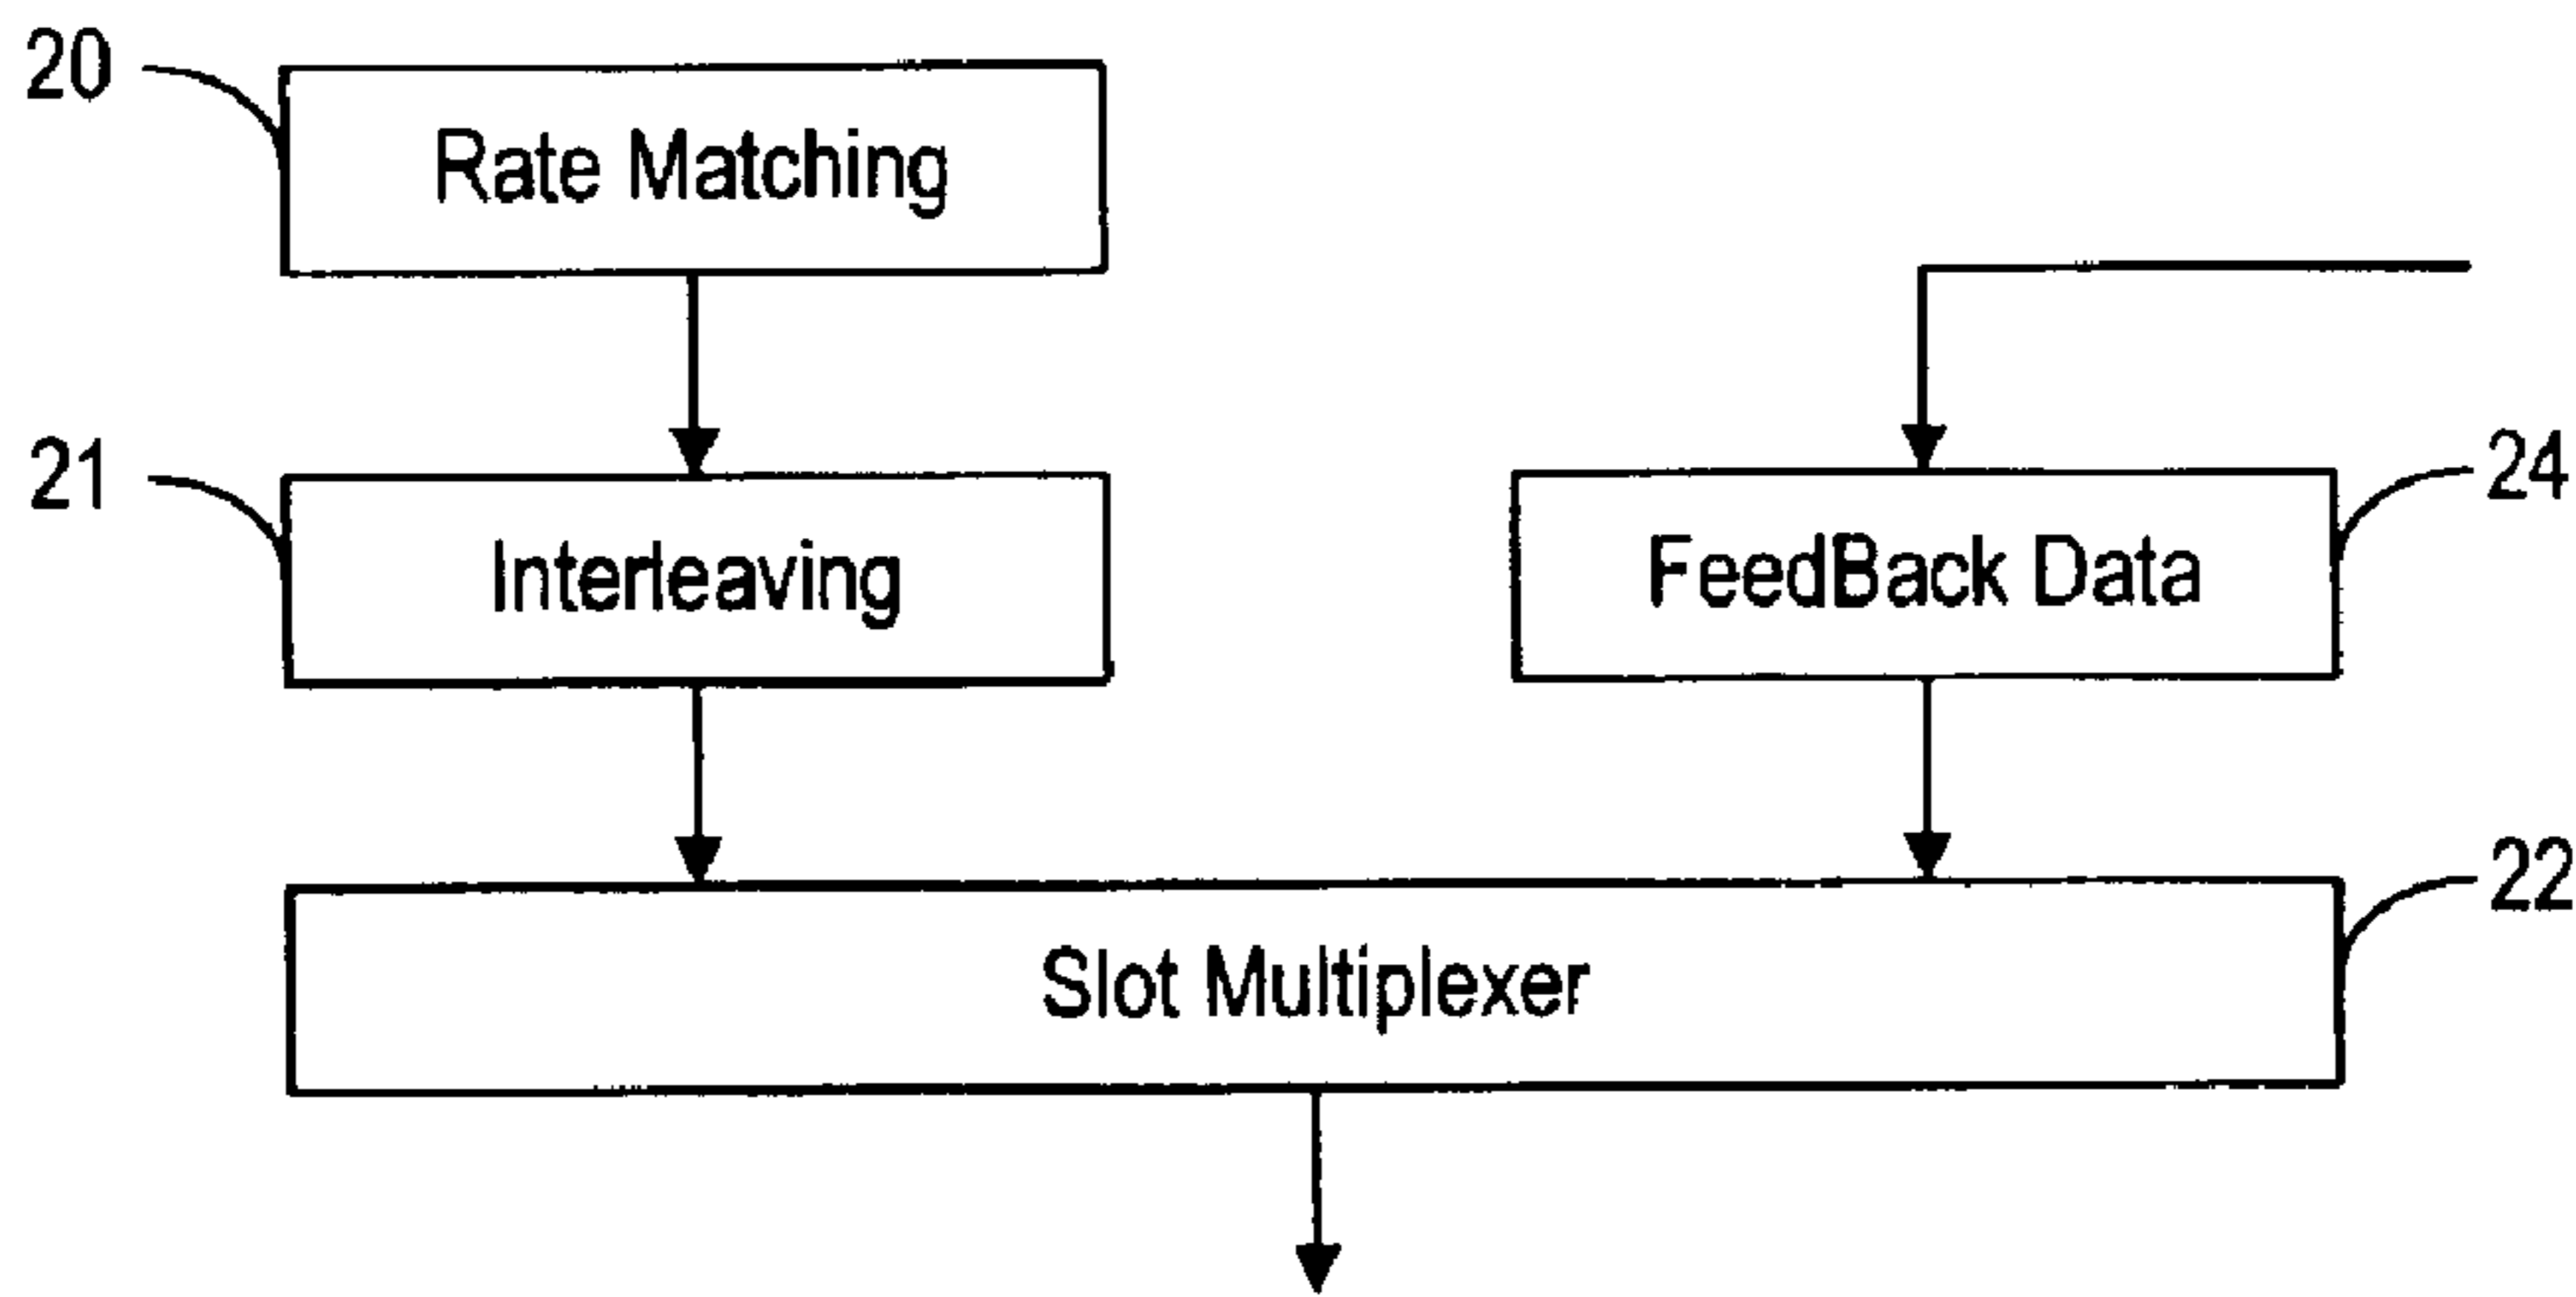 20
Rate Matching
21
Interleaving
FeedBack Data
24
Slot Multiplexer
22